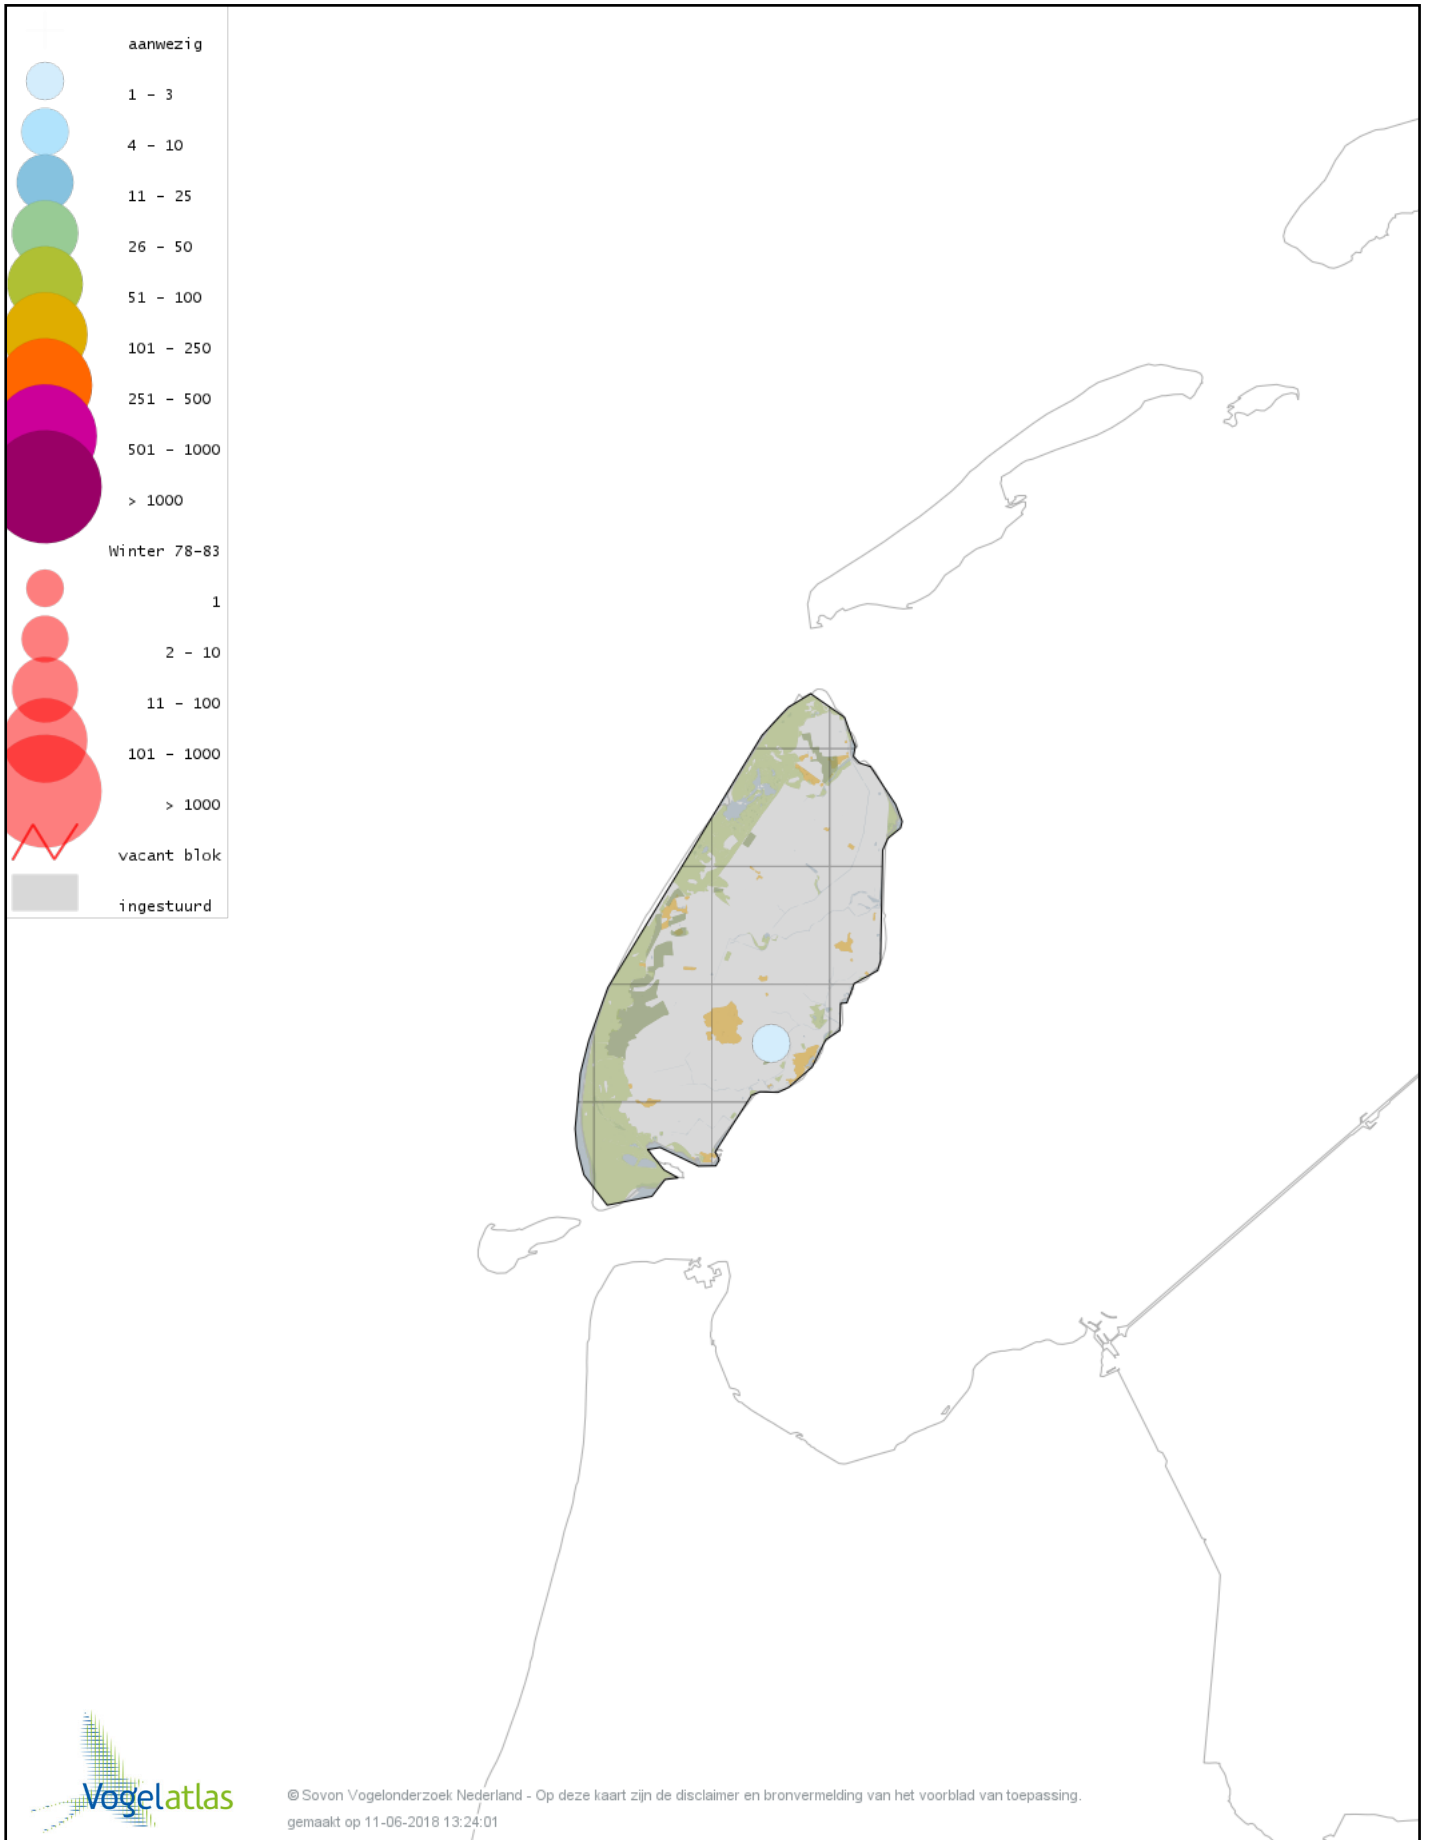 aanwezig
1 - 3
4 - 10
11 - 25
26 - 50
51 - 100
101 - 250
251 - 500
501 - 1000
> 1000
Winter 78-83
1
2 - 10
11 - 100
101 - 1000
> 1000
vacant blok
ingestuurd
Vogelatlas
© Sovon Vogelonderzoek Nederland - Op deze kaart zijn de disclaimer en bronvermelding van het voorblad van toepassing.
gemaakt op 11-06-2018 13:24:01